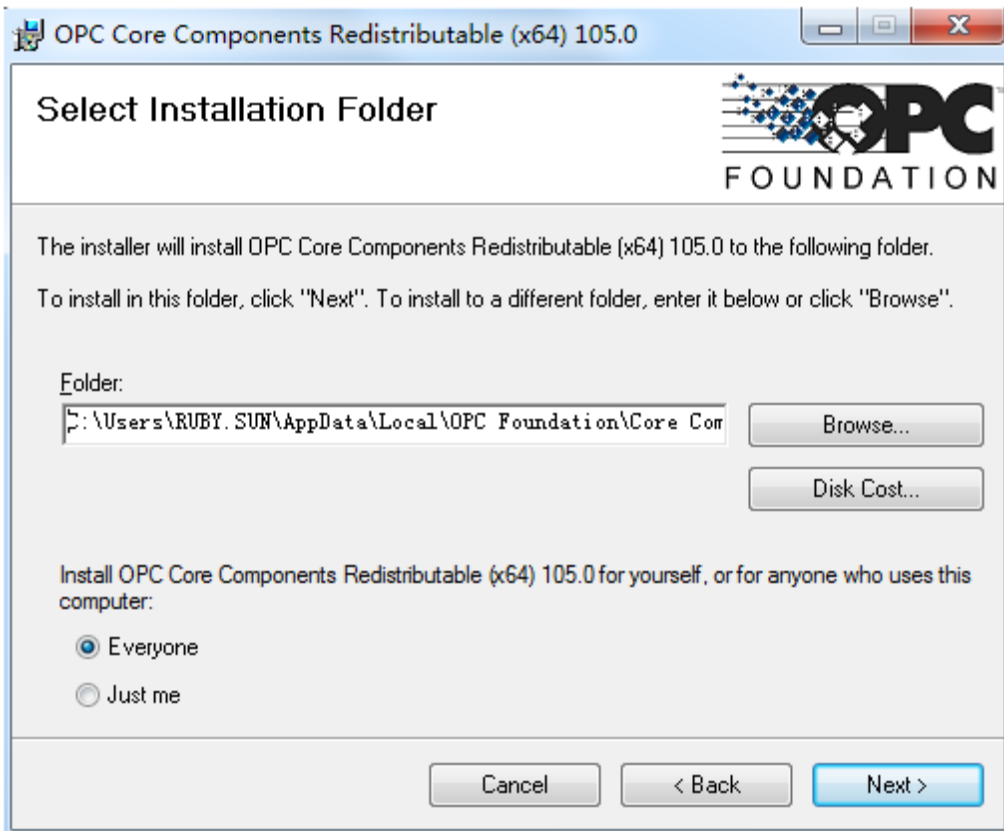 OPC Core Components Redistributable (x64) 105.0
Select Installation Folder
OPC
FOUNDATION
The installer will install OPC Core Components Redistributable (x64) 105.0 to the following folder.
To install in this folder, click "Next". To install to a different folder, enter it below or click "Browse".
Folder:
C:\Users\RUBY.SUN\AppData\Local\OPC Foundation\Core Com
Browse...
Disk Cost...
Install OPC Core Components Redistributable (x64) 105.0 for yourself, or for anyone who uses this
computer:
Everyone
Just me
Cancel
< Back
Next >